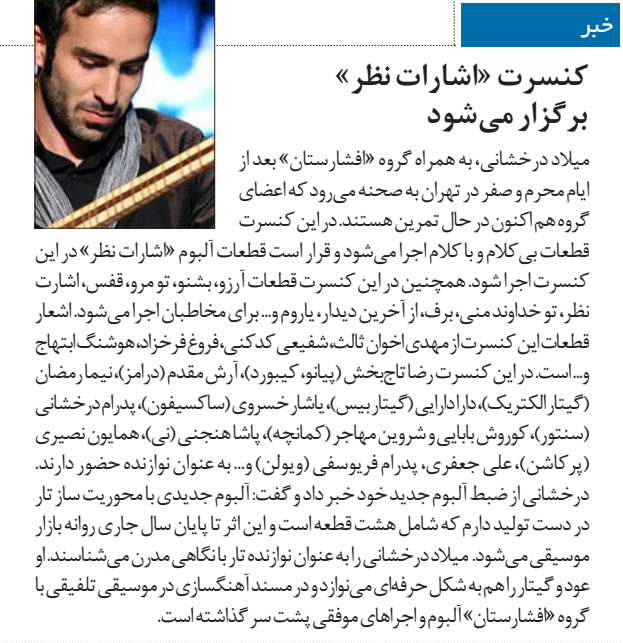 خبر
کنسرت «اشارات نظر»
برگزار می‌شود
میلاد درخشانی، به همراه گروه «افشارستان» بعد از
ایام محرم و صفر در تهران به صحنه می‌رود که اعضای
گروه هم اکنون در حال تمرین هستند. در این کنسرت
قطعات بی کلام و با کلام اجرا می‌شود و قرار است قطعات آلبوم «اشارات نظر» در این
کنسرت اجرا شود. همچنین در این کنسرت قطعات آرزو، بشنو، تو مرو، قفس، اشارت
نظر، تو خداوند منی، برف، از آخرین دیدار، یاروم و... برای مخاطبان اجرا می‌شود. اشعار
قطعات این کنسرت از مهدی اخوان ثالث، شفیعی کدکنی، فروغ فرخزاد، هوشنگ ابتهاج
و... است. در این کنسرت رضا تاج‌بخش (پیانو، کیبورد)، آرش مقدم (درامز)، نیما رمضان
(گیتار الکتریک)، دارا دارایی (گیتار بیس)، یاشار خسروی (ساکسیفون)، پدرام درخشانی
(سنتور)، کوروش بابایی و شروین مهاجر (کمانچه)، پاشا هنجنی (نی)، همایون نصیری
(پرکاشن)، علی جعفری، پدرام فریوسفی (ویولن) و... به عنوان نوازنده حضور دارند.
درخشانی از ضبط آلبوم جدید خود خبر داد و گفت: آلبوم جدیدی با محوریت ساز تار
در دست تولید دارم که شامل هشت قطعه است و این اثر تا پایان سال جاری روانه بازار
موسیقی می‌شود. میلاد درخشانی را به عنوان نوازنده تار با نگاهی مدرن می‌شناسند. او
عود و گیتار را هم به شکل حرفه‌ای می‌نوازد و در مسند آهنگسازی در موسیقی تلفیقی با
گروه «افشارستان» آلبوم و اجراهای موفقی پشت سر گذاشته است.